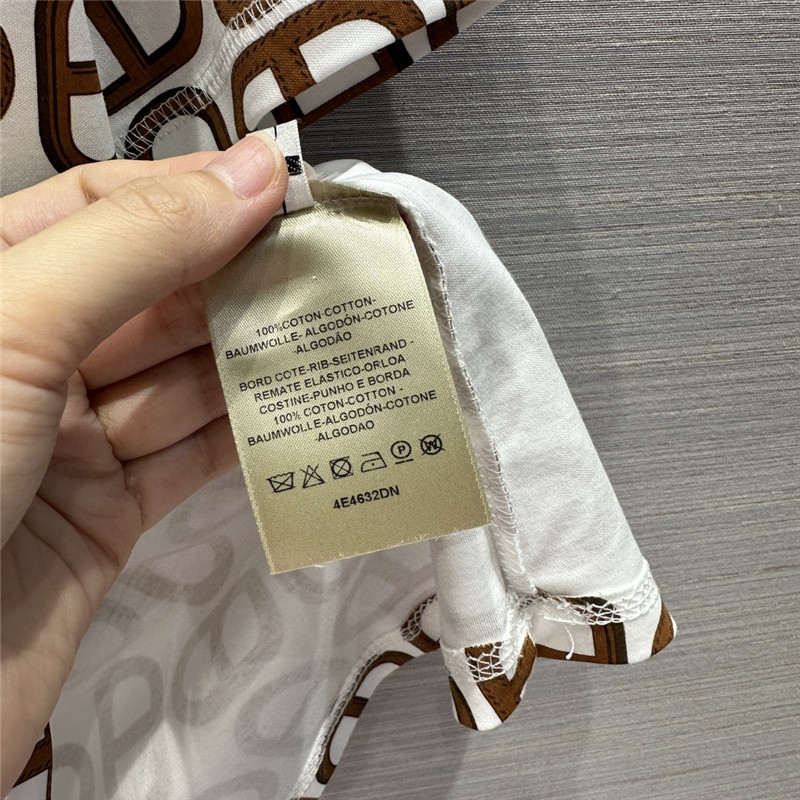 100%COTON-COTTON-
BAUMWOLLE- ALGODÓN-COTONE
-ALGODÃO
BORD COTE-RIB-SEITENRAND -
REMATE ELASTICO-ORLOA
COSTINE-PUNHO E BORDA
100% COTON-COTTON -
BAUMWOLLE-ALGODÓN-COTONE
-ALGODAO
P W
4E4632DN